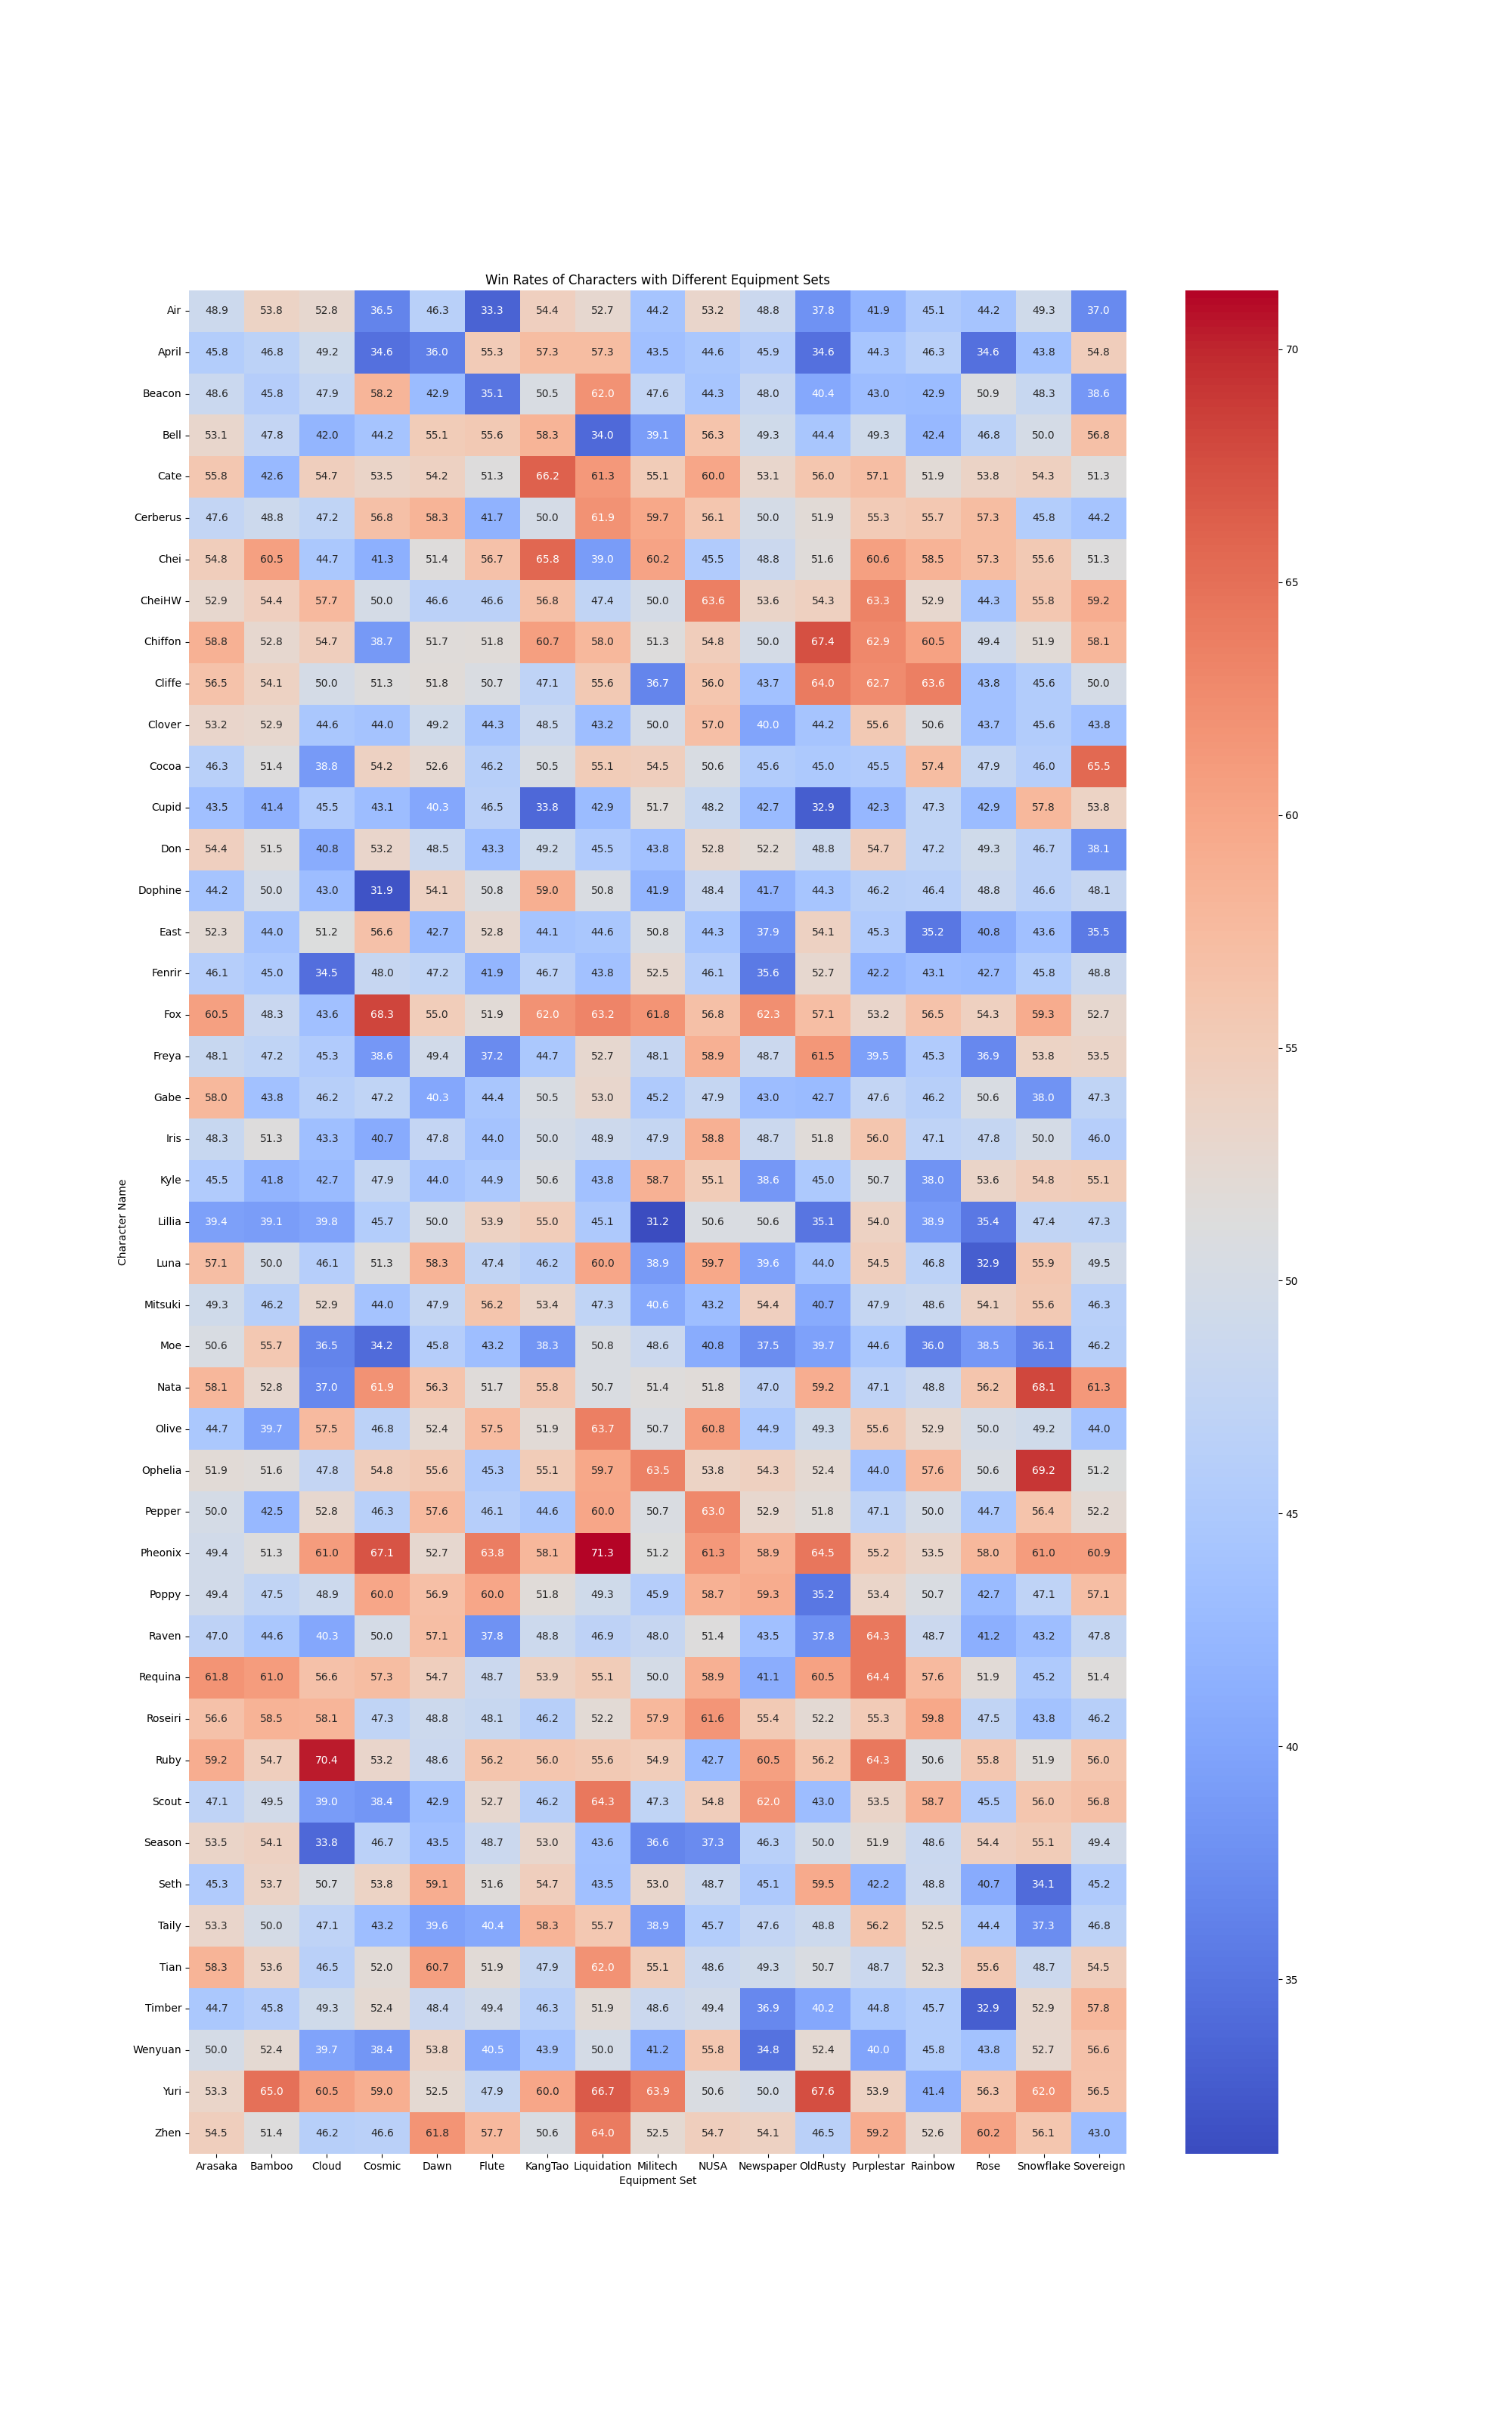 Win Rates of Characters with Different Equipment Sets
Air 48.9 53.8 52.8 36.5 46.3 33.3 54.4 52.7 44.2 53.2 48.8 37.8 41.9 45.1 44.2 49.3 37.0
April 45.8 46.8 49.2 34.6 36.0 55.3 57.3 57.3 43.5 44.6 45.9 34.6 44.3 46.3 34.6 43.8 54.8
70
Beacon 48.6 45.8 47.9 58.2 42.9 35.1 50.5 62.0 47.6 44.3 48.0 40.4 43.0 42.9 50.9 48.3 38.6
Bell 53.1 47.8 42.0 44.2 55.1 55.6 58.3 34.0 39.1 56.3 49.3 44.4 49.3 42.4 46.8 50.0 56.8
Cate 55.8 42.6 54.7 53.5 54.2 51.3 66.2 61.3 55.1 60.0 53.1 56.0 57.1 51.9 53.8 54.3 51.3
Cerberus 47.6 48.8 47.2 56.8 58.3 41.7 50.0 61.9 59.7 56.1 50.0 51.9 55.3 55.7 57.3 45.8 44.2
Chei 54.8 60.5 44.7 41.3 51.4 56.7 65.8 39.0 60.2 45.5 48.8 51.6 60.6 58.5 57.3 55.6 51.3
65
CheiHW 52.9 54.4 57.7 50.0 46.6 46.6 56.8 47.4 50.0 63.6 53.6 54.3 63.3 52.9 44.3 55.8 59.2
Chiffon 58.8 52.8 54.7 38.7 51.7 51.8 60.7 58.0 51.3 54.8 50.0 67.4 62.9 60.5 49.4 51.9 58.1
Cliffe 56.5 54.1 50.0 51.3 51.8 50.7 47.1 55.6 36.7 56.0 43.7 64.0 62.7 63.6 43.8 45.6 50.0
Clover 53.2 52.9 44.6 44.0 49.2 44.3 48.5 43.2 50.0 57.0 40.0 44.2 55.6 50.6 43.7 45.6 43.8
Cocoa 46.3 51.4 38.8 54.2 52.6 46.2 50.5 55.1 54.5 50.6 45.6 45.0 45.5 57.4 47.9 46.0 65.5
Cupid 43.5 41.4 45.5 43.1 40.3 46.5 33.8 42.9 51.7 48.2 42.7 32.9 42.3 47.3 42.9 57.8 53.8
60
Don 54.4 51.5 40.8 53.2 48.5 43.3 49.2 45.5 43.8 52.8 52.2 48.8 54.7 47.2 49.3 46.7 38.1
Dophine 44.2 50.0 43.0 31.9 54.1 50.8 59.0 50.8 41.9 48.4 41.7 44.3 46.2 46.4 48.8 46.6 48.1
East 52.3 44.0 51.2 56.6 42.7 52.8 44.1 44.6 50.8 44.3 37.9 54.1 45.3 35.2 40.8 43.6 35.5
Fenrir 46.1 45.0 34.5 48.0 47.2 41.9 46.7 43.8 52.5 46.1 35.6 52.7 42.2 43.1 42.7 45.8 48.8
Fox 60.5 48.3 43.6 68.3 55.0 51.9 62.0 63.2 61.8 56.8 62.3 57.1 53.2 56.5 54.3 59.3 52.7
55
Freya 48.1 47.2 45.3 38.6 49.4 37.2 44.7 52.7 48.1 58.9 48.7 61.5 39.5 45.3 36.9 53.8 53.5
Gabe 58.0 43.8 46.2 47.2 40.3 44.4 50.5 53.0 45.2 47.9 43.0 42.7 47.6 46.2 50.6 38.0 47.3
Iris 48.3 51.3 43.3 40.7 47.8 44.0 50.0 48.9 47.9 58.8 48.7 51.8 56.0 47.1 47.8 50.0 46.0
Kyle 45.5 41.8 42.7 47.9 44.0 44.9 50.6 43.8 58.7 55.1 38.6 45.0 50.7 38.0 53.6 54.8 55.1
Character Name
Lillia 39.4 39.1 39.8 45.7 50.0 53.9 55.0 45.1 31.2 50.6 50.6 35.1 54.0 38.9 35.4 47.4 47.3
Luna 57.1 50.0 46.1 51.3 58.3 47.4 46.2 60.0 38.9 59.7 39.6 44.0 54.5 46.8 32.9 55.9 49.5
50
Mitsuki 49.3 46.2 52.9 44.0 47.9 56.2 53.4 47.3 40.6 43.2 54.4 40.7 47.9 48.6 54.1 55.6 46.3
Moe 50.6 55.7 36.5 34.2 45.8 43.2 38.3 50.8 48.6 40.8 37.5 39.7 44.6 36.0 38.5 36.1 46.2
Nata 58.1 52.8 37.0 61.9 56.3 51.7 55.8 50.7 51.4 51.8 47.0 59.2 47.1 48.8 56.2 68.1 61.3
Olive 44.7 39.7 57.5 46.8 52.4 57.5 51.9 63.7 50.7 60.8 44.9 49.3 55.6 52.9 50.0 49.2 44.0
Ophelia 51.9 51.6 47.8 54.8 55.6 45.3 55.1 59.7 63.5 53.8 54.3 52.4 44.0 57.6 50.6 69.2 51.2
Pepper 50.0 42.5 52.8 46.3 57.6 46.1 44.6 60.0 50.7 63.0 52.9 51.8 47.1 50.0 44.7 56.4 52.2
45
Pheonix 49.4 51.3 61.0 67.1 52.7 63.8 58.1 71.3 51.2 61.3 58.9 64.5 55.2 53.5 58.0 61.0 60.9
Poppy 49.4 47.5 48.9 60.0 56.9 60.0 51.8 49.3 45.9 58.7 59.3 35.2 53.4 50.7 42.7 47.1 57.1
Raven 47.0 44.6 40.3 50.0 57.1 37.8 48.8 46.9 48.0 51.4 43.5 37.8 64.3 48.7 41.2 43.2 47.8
Requina 61.8 61.0 56.6 57.3 54.7 48.7 53.9 55.1 50.0 58.9 41.1 60.5 64.4 57.6 51.9 45.2 51.4
Roseiri 56.6 58.5 58.1 47.3 48.8 48.1 46.2 52.2 57.9 61.6 55.4 52.2 55.3 59.8 47.5 43.8 46.2
40
Ruby 59.2 54.7 70.4 53.2 48.6 56.2 56.0 55.6 54.9 42.7 60.5 56.2 64.3 50.6 55.8 51.9 56.0
Scout 47.1 49.5 39.0 38.4 42.9 52.7 46.2 64.3 47.3 54.8 62.0 43.0 53.5 58.7 45.5 56.0 56.8
Season 53.5 54.1 33.8 46.7 43.5 48.7 53.0 43.6 36.6 37.3 46.3 50.0 51.9 48.6 54.4 55.1 49.4
Seth 45.3 53.7 50.7 53.8 59.1 51.6 54.7 43.5 53.0 48.7 45.1 59.5 42.2 48.8 40.7 34.1 45.2
Taily 53.3 50.0 47.1 43.2 39.6 40.4 58.3 55.7 38.9 45.7 47.6 48.8 56.2 52.5 44.4 37.3 46.8
Tian 58.3 53.6 46.5 52.0 60.7 51.9 47.9 62.0 55.1 48.6 49.3 50.7 48.7 52.3 55.6 48.7 54.5
35
Timber 44.7 45.8 49.3 52.4 48.4 49.4 46.3 51.9 48.6 49.4 36.9 40.2 44.8 45.7 32.9 52.9 57.8
Wenyuan 50.0 52.4 39.7 38.4 53.8 40.5 43.9 50.0 41.2 55.8 34.8 52.4 40.0 45.8 43.8 52.7 56.6
Yuri 53.3 65.0 60.5 59.0 52.5 47.9 60.0 66.7 63.9 50.6 50.0 67.6 53.9 41.4 56.3 62.0 56.5
Zhen 54.5 51.4 46.2 46.6 61.8 57.7 50.6 64.0 52.5 54.7 54.1 46.5 59.2 52.6 60.2 56.1 43.0
Arasaka Bamboo Cloud Cosmic Dawn Flute KangTao Liquidation Militech NUSA Newspaper OldRusty Purplestar Rainbow Rose Snowflake Sovereign
Equipment Set